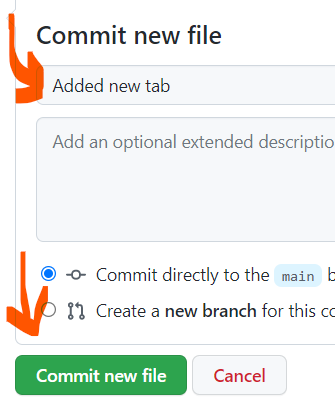 Commit new file
Added new tab
Add an optional extended descriptio
Commit directly to the main b
Create a new branch for this co
Commit new file
Cancel